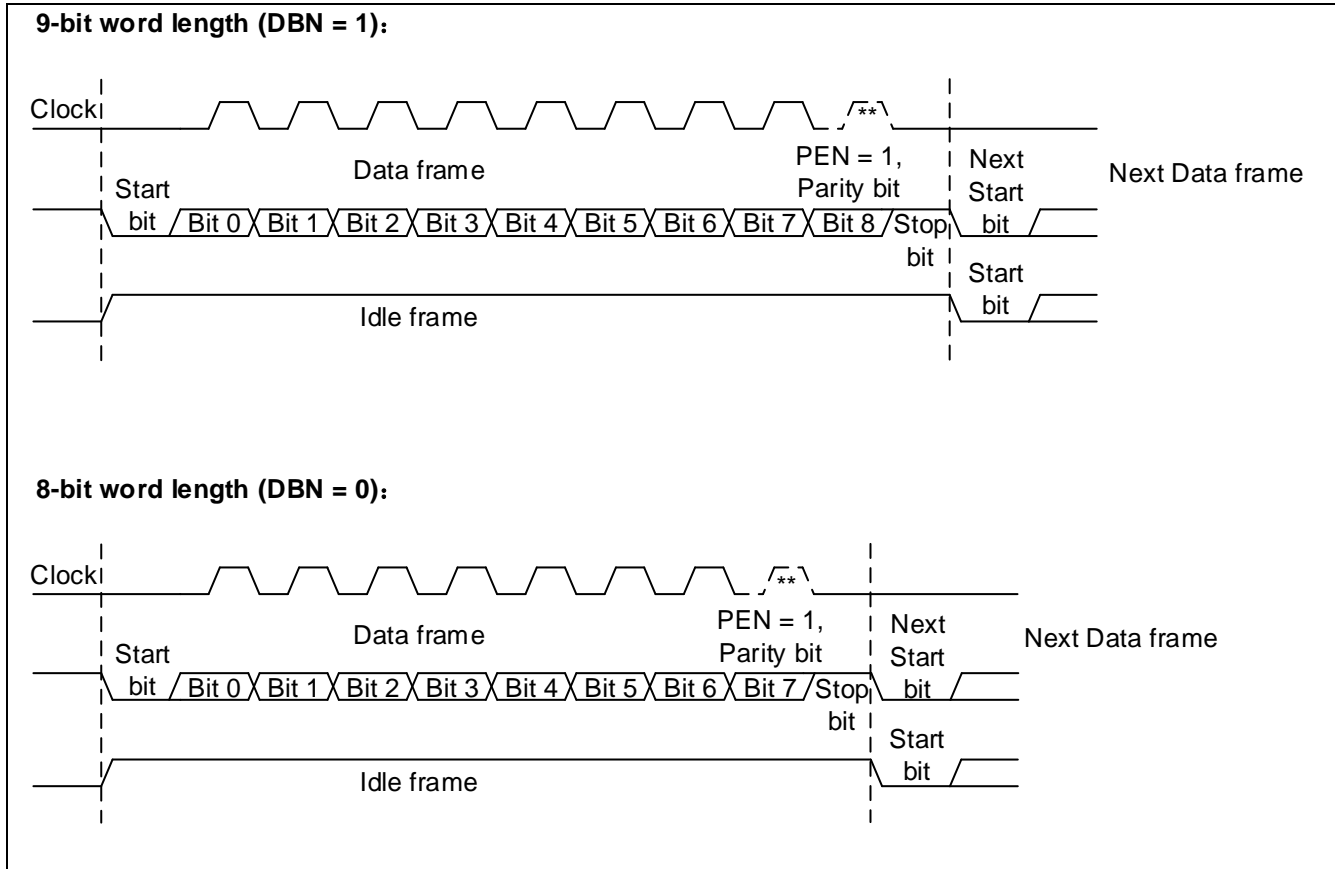 9-bit word length (DBN = 1)：
Clock
**
Data frame
PEN = 1,
Parity bit
Next
Start
bit
Next Data frame
Start
bit
Bit 0 Bit 1 Bit 2 Bit 3 Bit 4 Bit 5 Bit 6 Bit 7 Bit 8
Stop
bit
Idle frame
Start
bit
8-bit word length (DBN = 0)：
Clock
**
Data frame
PEN = 1,
Parity bit
Next
Start
bit
Next Data frame
Start
bit
Bit 0 Bit 1 Bit 2 Bit 3 Bit 4 Bit 5 Bit 6 Bit 7
Stop
bit
Idle frame
Start
bit